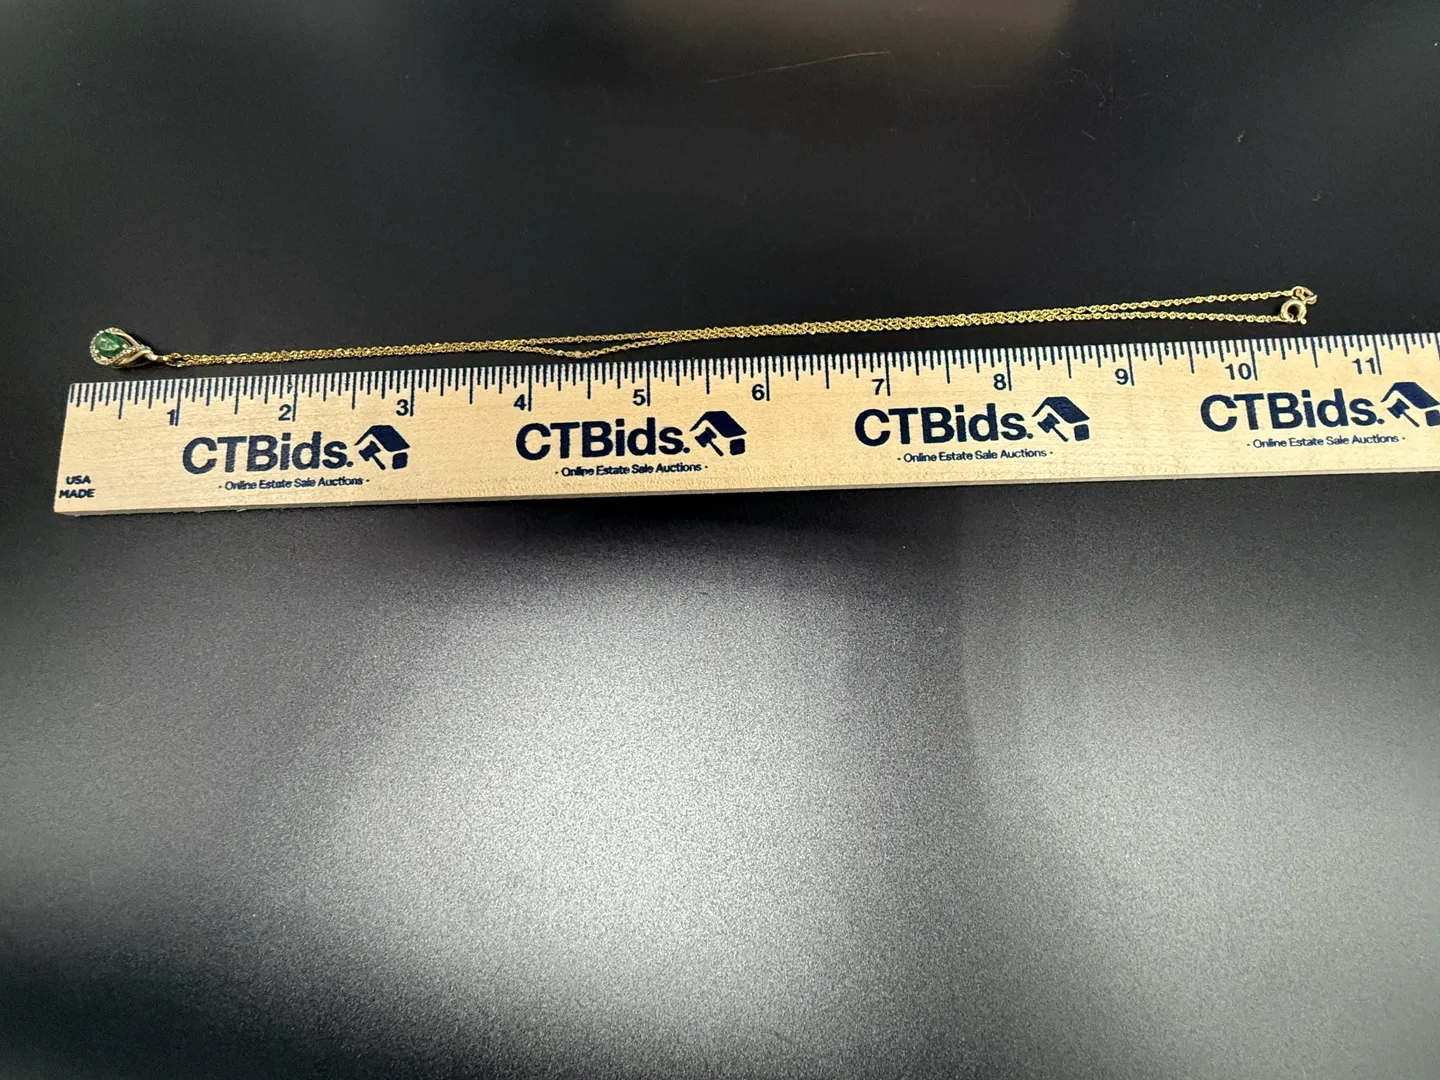 1 2 3 4 5 6 7 8 9 10 11
CTBids. CTBids. CTBids. CTBids.
· Online Estate Sale Auctions · · Online Estate Sale Auctions · · Online Estate Sale Auctions · · Online Estate Sale Auctions ·
USA
MADE